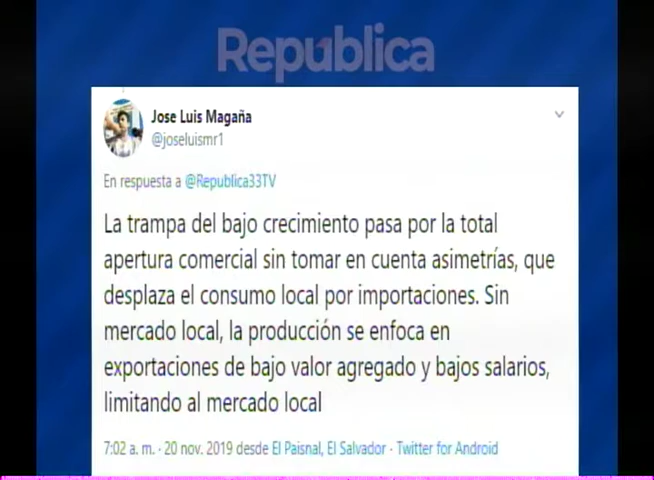 República
Jose Luis Magaña
@joseluismr1
En respuesta a @Republica33TV
La trampa del bajo crecimiento pasa por la total
apertura comercial sin tomar en cuenta asimetrías, que
desplaza el consumo local por importaciones. Sin
mercado local, la producción se enfoca en
exportaciones de bajo valor agregado y bajos salarios,
limitando al mercado local
7:02 a. m. · 20 nov. 2019 desde El Paisnal, El Salvador · Twitter for Android